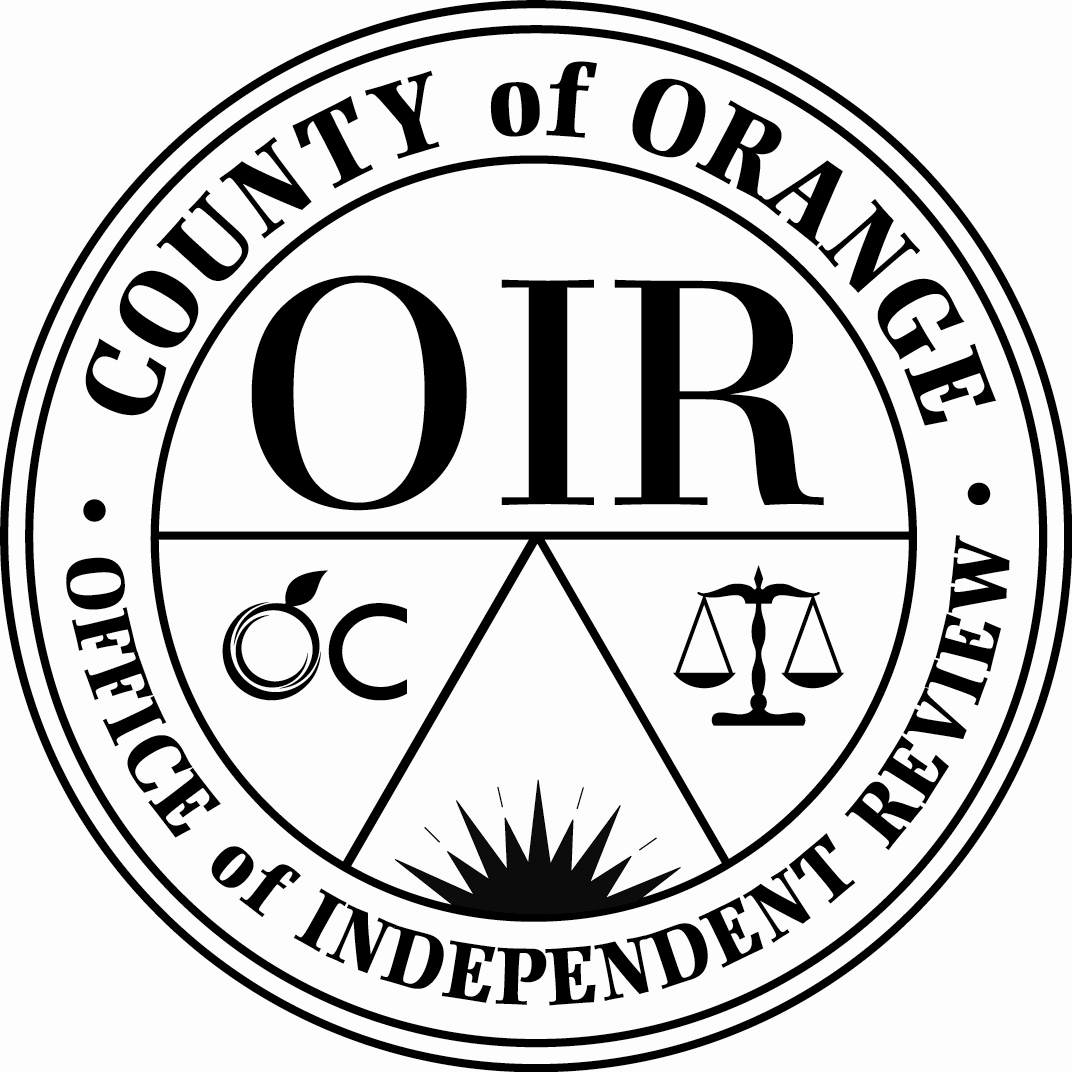 COUNTY of ORANGE
OIR
OC
• OFFICE of INDEPENDENT REVIEW •